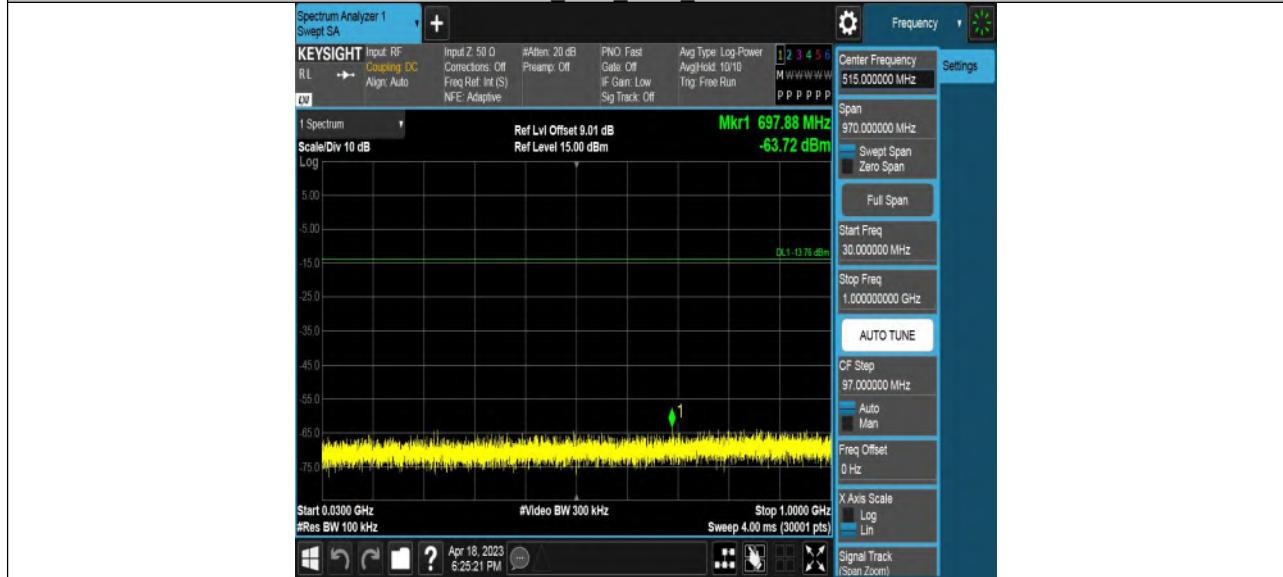 Spectrum Analyzer 1
Swept SA
+
Frequency
KEYSIGHT
RL
LXI
Input: RF
Coupling: DC
Align: Auto
Input Z: 50 Ω
Corrections: Off
Freq Ref: Int (S)
NFE: Adaptive
#Atten: 20 dB
Preamp: Off
PNO: Fast
Gate: Off
IF Gain: Low
Sig Track: Off
Avg Type: Log-Power
Avg|Hold: 10/10
Trig: Free Run
1 2 3 4 5 6
M W W W W W
P P P P P P
1 Spectrum
Scale/Div 10 dB
Log
Ref Lvl Offset 9.01 dB
Ref Level 15.00 dBm
Mkr1 697.88 MHz
-63.72 dBm
5.00
-5.00
DL1 -13.76 dBm
-15.0
-25.0
-35.0
-45.0
-55.0
1
-65.0
-75.0
Start 0.0300 GHz
#Res BW 100 kHz
#Video BW 300 kHz
Stop 1.0000 GHz
Sweep 4.00 ms (30001 pts)
?
Apr 18, 2023
6:25:21 PM
Center Frequency
515.000000 MHz
Settings
Span
970.000000 MHz
Swept Span
Zero Span
Full Span
Start Freq
30.000000 MHz
Stop Freq
1.000000000 GHz
AUTO TUNE
CF Step
97.000000 MHz
Auto
Man
Freq Offset
0 Hz
X Axis Scale
Log
Lin
Signal Track
(Span Zoom)